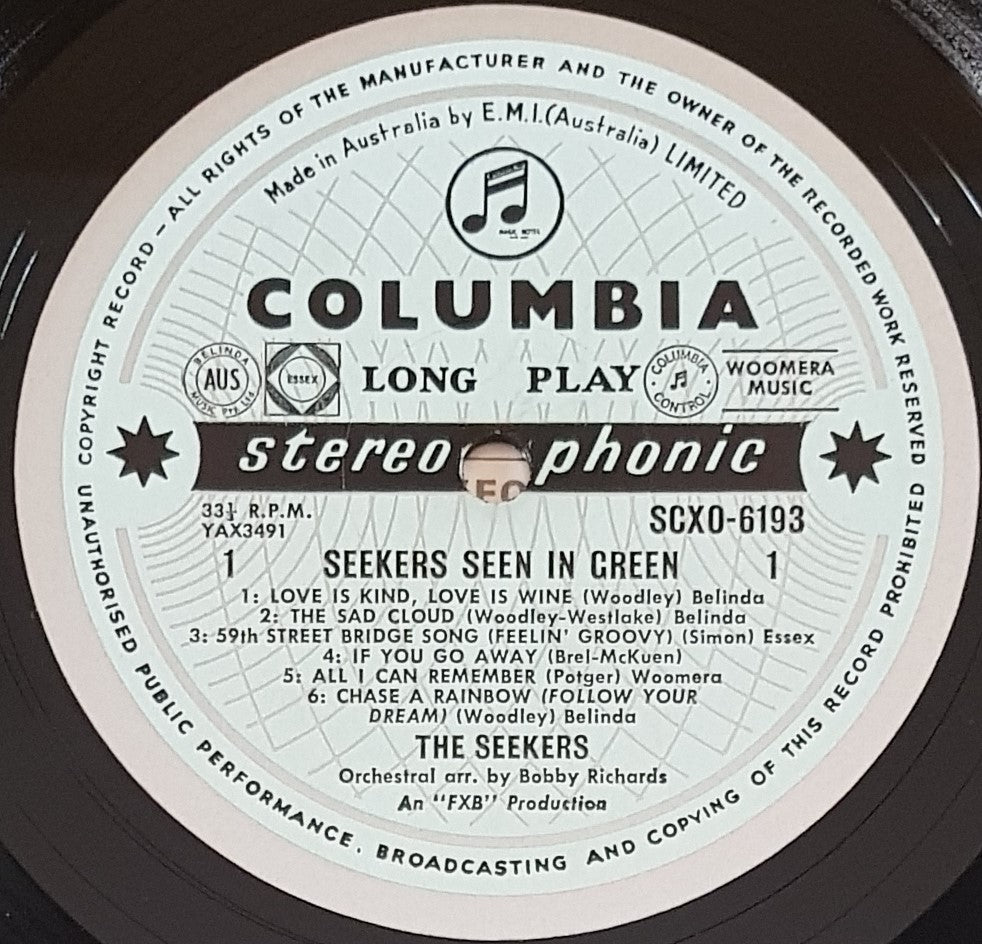 COPYRIGHT RECORD – ALL RIGHTS OF THE MANUFACTURER AND THE OWNER OF THE RECORDED WORK RESERVED
Made in Australia by E.M.I.(Australia) LIMITED
COLUMBIA
BELINDA
AUS
MUSIC Pty. Ltd.
ESSEX
LONG PLAY
COLUMBIA
CONTROL
WOOMERA
MUSIC
stereophonic
33⅓ R.P.M.
YAX3491
SCXO-6193
1 SEEKERS SEEN IN GREEN 1
1: LOVE IS KIND, LOVE IS WINE (Woodley) Belinda
2: THE SAD CLOUD (Woodley-Westlake) Belinda
3: 59th STREET BRIDGE SONG (FEELIN' GROOVY) (Simon) Essex
4: IF YOU GO AWAY (Brel-McKuen)
5: ALL I CAN REMEMBER (Potger) Woomera
6: CHASE A RAINBOW (FOLLOW YOUR
DREAM) (Woodley) Belinda
THE SEEKERS
Orchestral arr. by Bobby Richards
An "FXB" Production
UNAUTHORISED PUBLIC PERFORMANCE, BROADCASTING AND COPYING OF THIS RECORD PROHIBITED